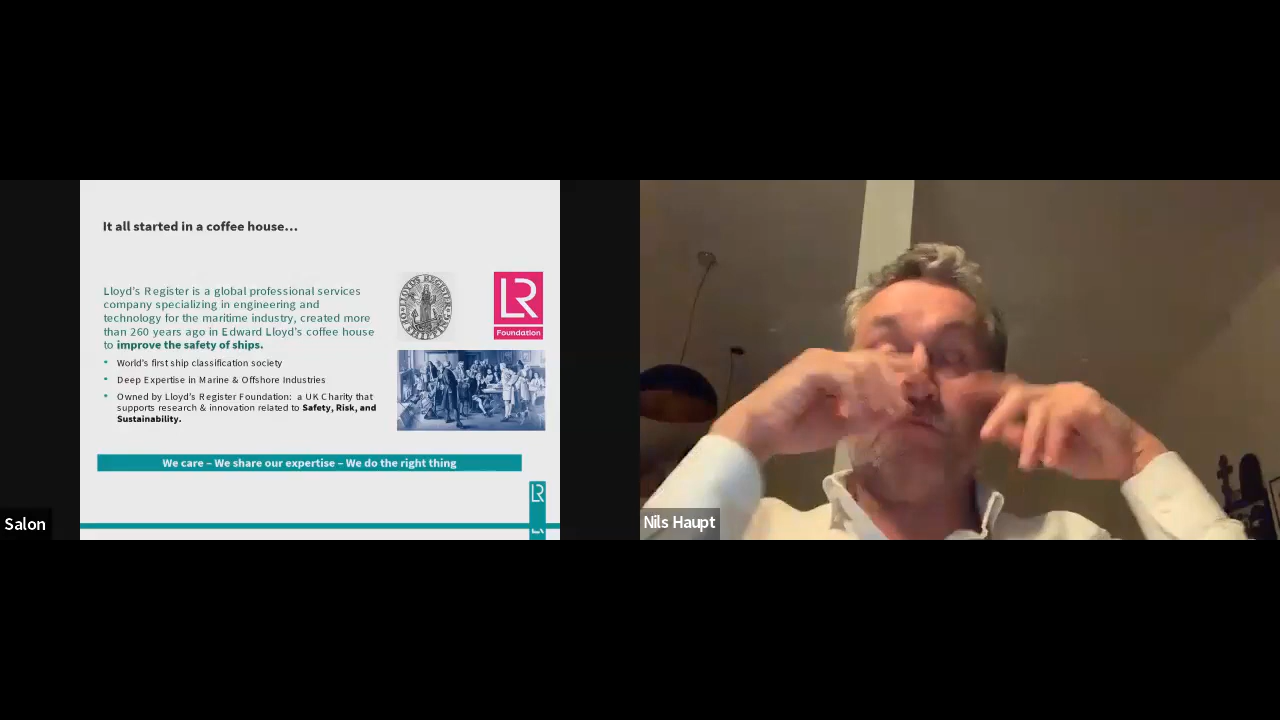 It all started in a coffee house...
Lloyd's Register is a global professional services
company specializing in engineering and
technology for the maritime industry, created more
than 260 years ago in Edward Lloyd's coffee house
to improve the safety of ships.
• World's first ship classification society
• Deep Expertise in Marine & Offshore Industries
• Owned by Lloyd's Register Foundation: a UK Charity that
supports research & innovation related to Safety, Risk, and
Sustainability.
LLOYD'S REGISTER
LR
Foundation
We care – We share our expertise – We do the right thing
LR
Salon
Nils Haupt